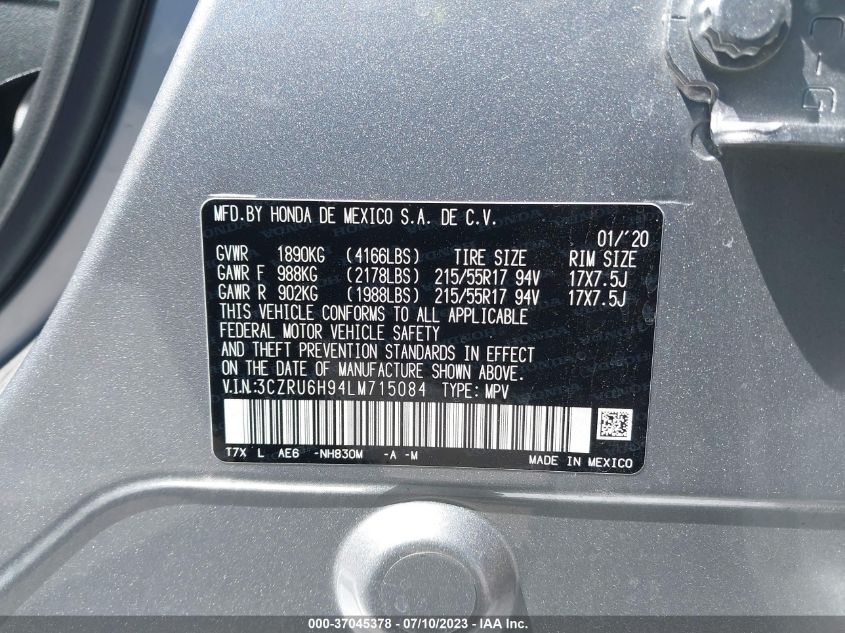 MFD.BY HONDA DE MEXICO S.A. DE C.V.
01/'20
GVWR 1890KG (4166LBS) TIRE SIZE RIM SIZE
GAWR F 988KG (2178LBS) 215/55R17 94V 17X7.5J
GAWR R 902KG (1988LBS) 215/55R17 94V 17X7.5J
THIS VEHICLE CONFORMS TO ALL APPLICABLE
FEDERAL MOTOR VEHICLE SAFETY
AND THEFT PREVENTION STANDARDS IN EFFECT
ON THE DATE OF MANUFACTURE SHOWN ABOVE.
V.I.N.:3CZRU6H94LM715084 TYPE: MPV
T7X L AE6 -NH830M -A -M
MADE IN MEXICO
000-37045378 - 07/10/2023 - IAA Inc.